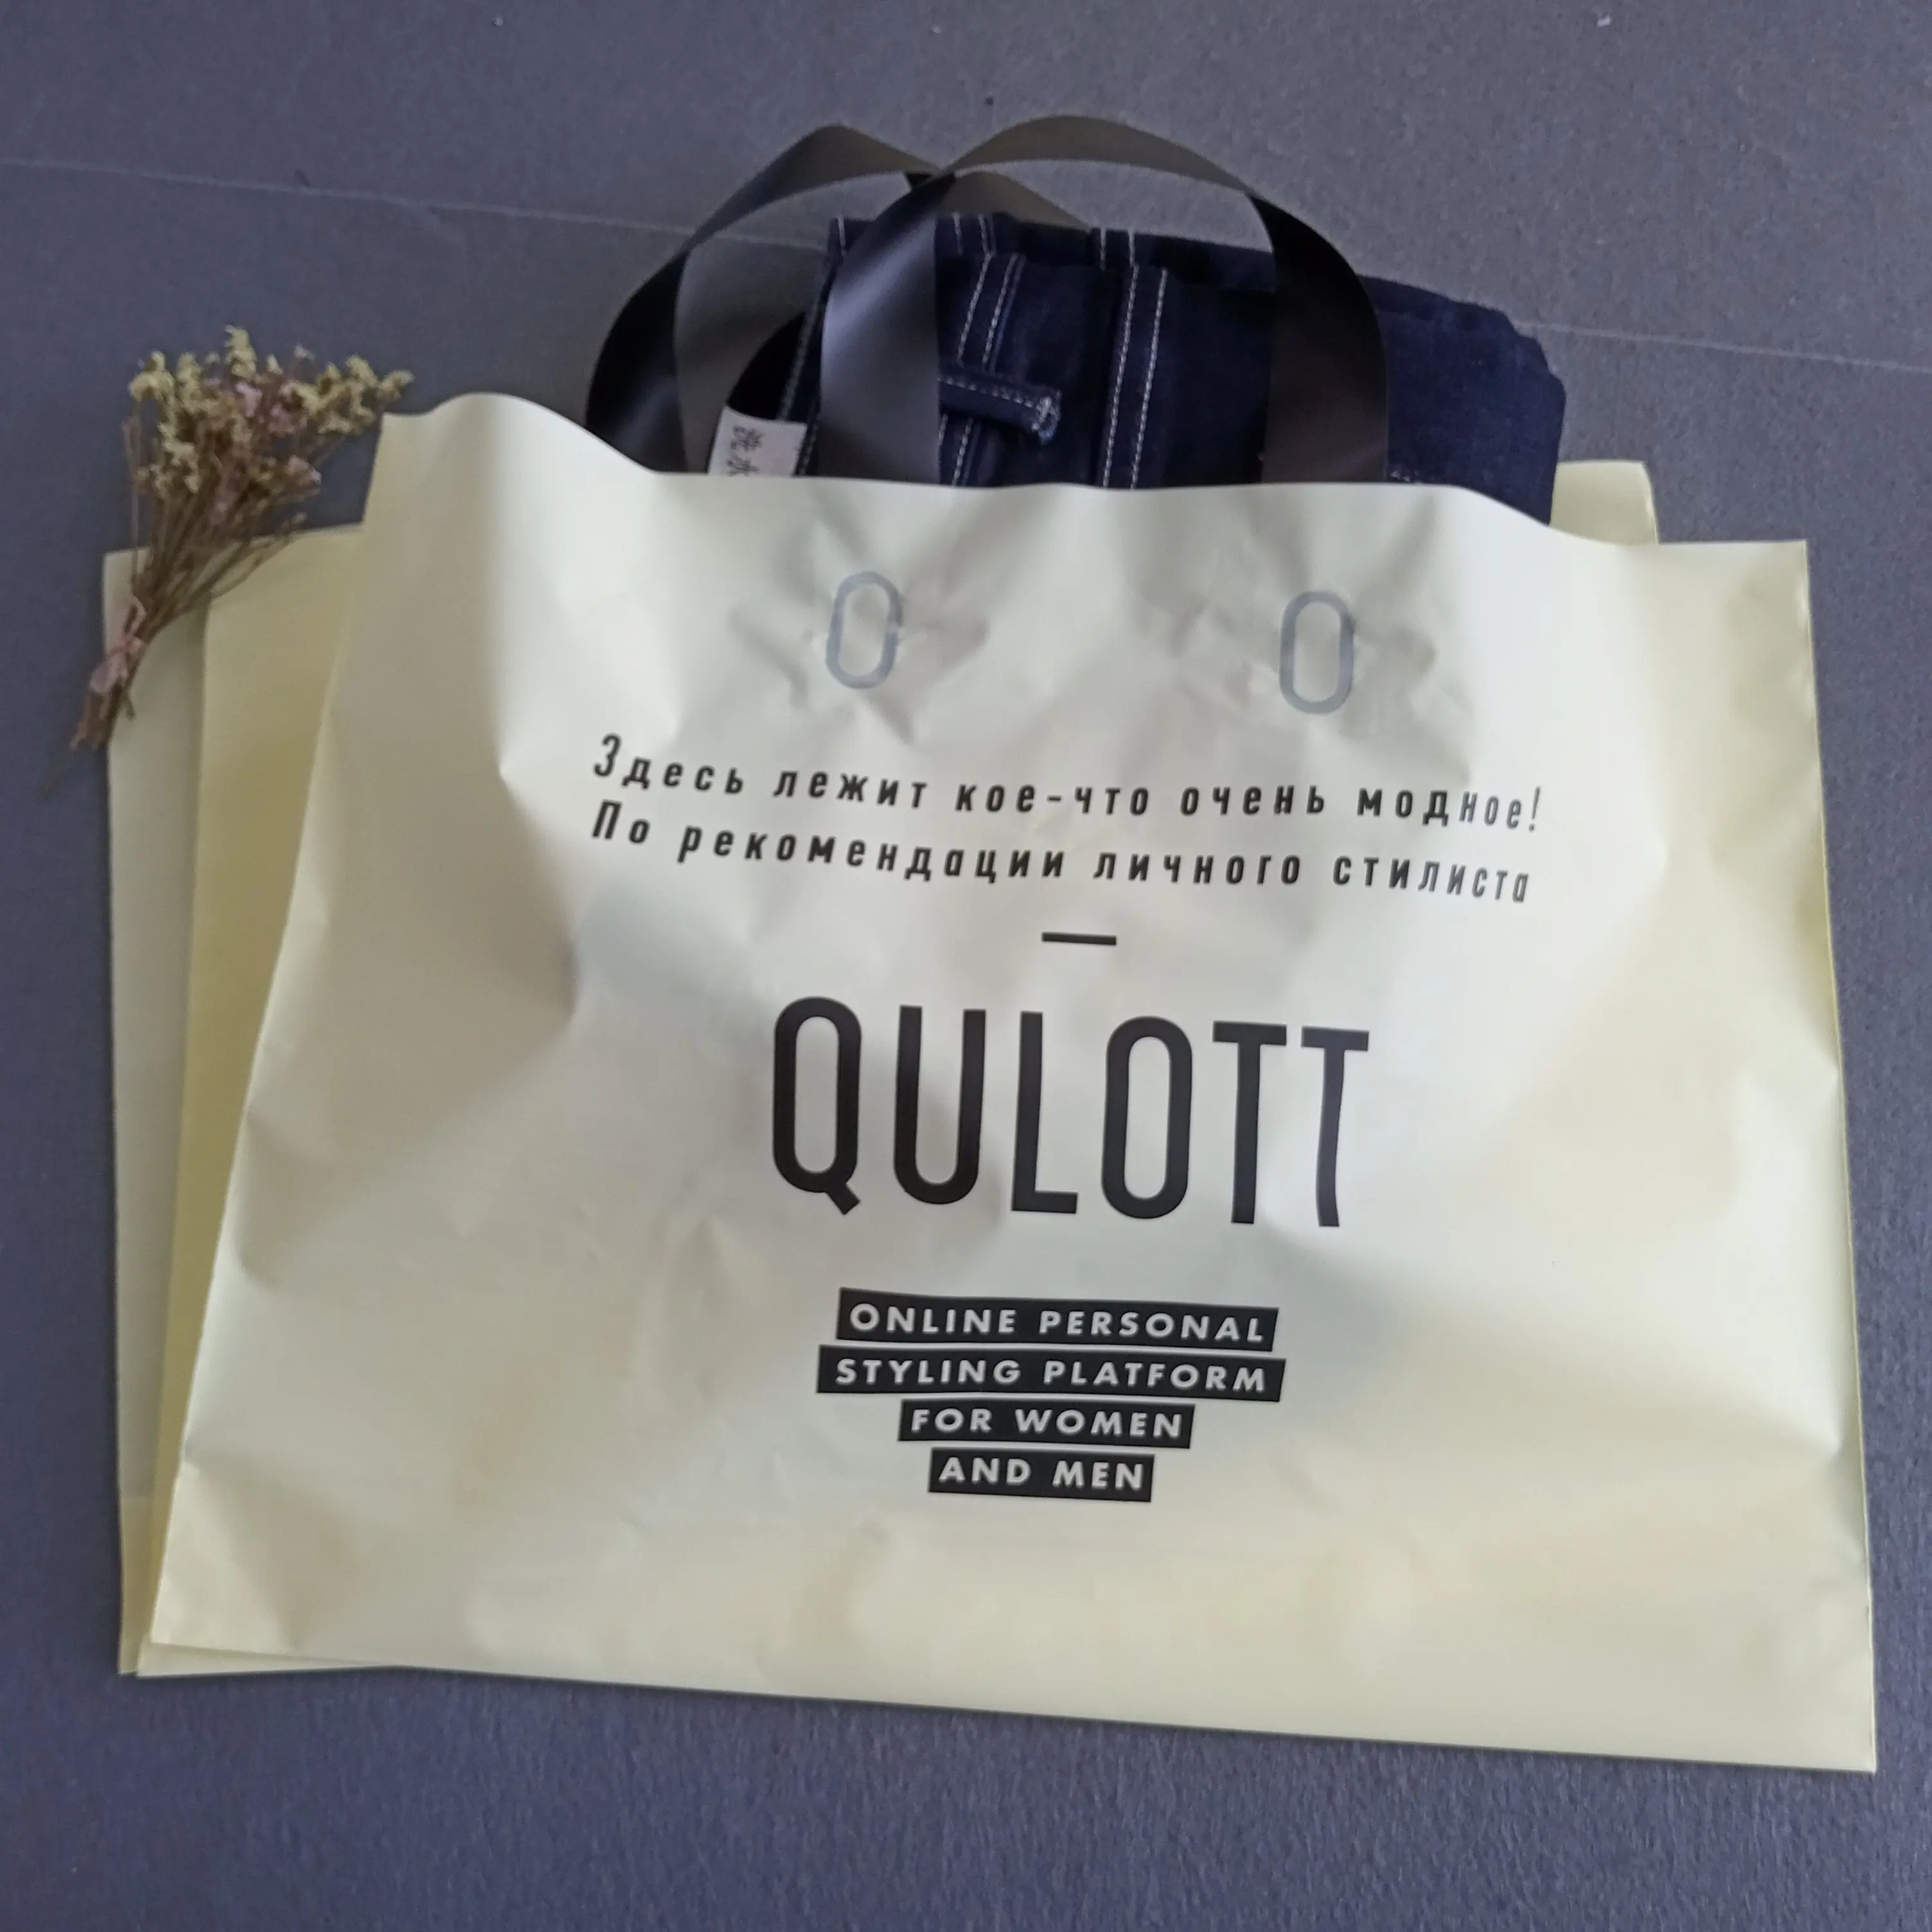 Здесь лежит кое-что очень модное!
По рекомендации личного стилиста
QULOTT
ONLINE PERSONAL
STYLING PLATFORM
FOR WOMEN
AND MEN